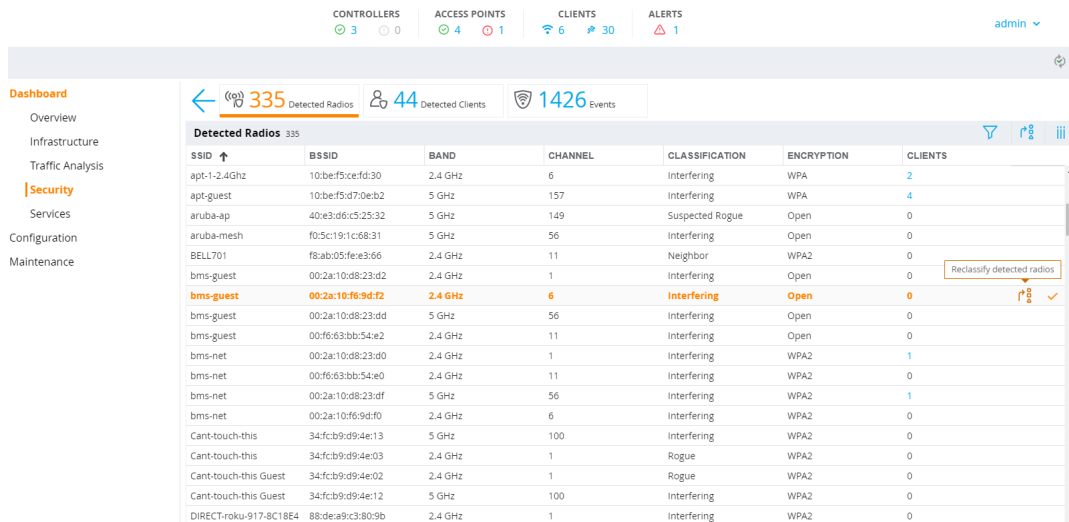 CONTROLLERS ACCESS POINTS CLIENTS ALERTS
3 0 4 1 6 30 1 admin
Dashboard
Overview
Infrastructure
Traffic Analysis
Security
Services
Configuration
Maintenance
335 Detected Radios 44 Detected Clients 1426 Events
Detected Radios 335
SSID BSSID BAND CHANNEL CLASSIFICATION ENCRYPTION CLIENTS
apt-1-2.4Ghz 10:be:f5:ce:fd:30 2.4 GHz 6 Interfering WPA 2
apt-guest 10:be:f5:d7:0e:b2 5 GHz 157 Interfering WPA 4
aruba-ap 40:e3:d6:c5:25:32 5 GHz 149 Suspected Rogue Open 0
aruba-mesh f0:5c:19:1c:68:31 5 GHz 56 Interfering Open 0
BELL701 f8:ab:05:fe:e3:66 2.4 GHz 11 Neighbor WPA2 0
bms-guest 00:2a:10:d8:23:d2 2.4 GHz 1 Interfering Open 0
Reclassify detected radios
bms-guest 00:2a:10:f6:9d:f2 2.4 GHz 6 Interfering Open 0
bms-guest 00:2a:10:d8:23:dd 5 GHz 56 Interfering Open 0
bms-guest 00:f6:63:bb:54:e2 2.4 GHz 11 Interfering Open 0
bms-net 00:2a:10:d8:23:d0 2.4 GHz 1 Interfering WPA2 1
bms-net 00:f6:63:bb:54:e0 2.4 GHz 11 Interfering WPA2 0
bms-net 00:2a:10:d8:23:df 5 GHz 56 Interfering WPA2 1
bms-net 00:2a:10:f6:9d:f0 2.4 GHz 6 Interfering WPA2 0
Cant-touch-this 34:fc:b9:d9:4e:13 5 GHz 100 Interfering WPA2 0
Cant-touch-this 34:fc:b9:d9:4e:03 2.4 GHz 1 Rogue WPA2 0
Cant-touch-this Guest 34:fc:b9:d9:4e:02 2.4 GHz 1 Rogue WPA2 0
Cant-touch-this Guest 34:fc:b9:d9:4e:12 5 GHz 100 Interfering WPA2 0
DIRECT-roku-917-8C18E4 88:de:a9:c3:80:9b 2.4 GHz 1 Interfering WPA2 0